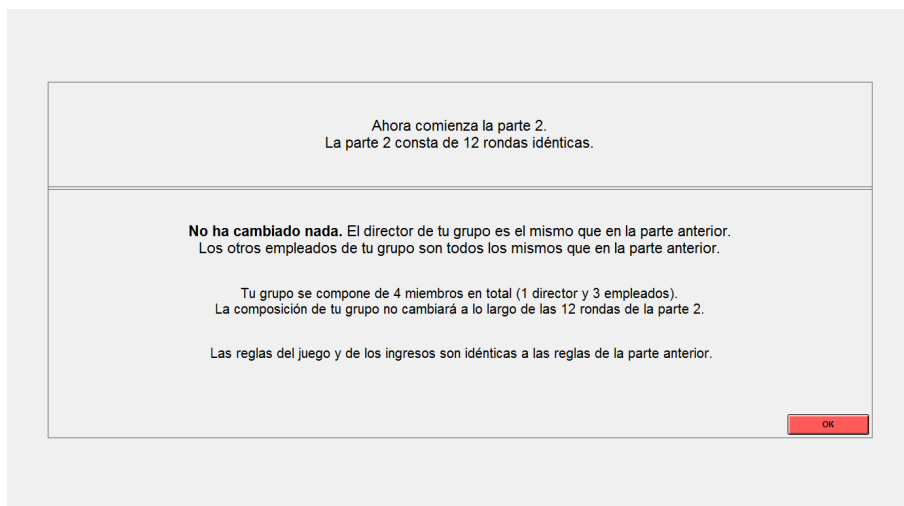 Ahora comienza la parte 2.
La parte 2 consta de 12 rondas idénticas.
No ha cambiado nada. El director de tu grupo es el mismo que en la parte anterior.
Los otros empleados de tu grupo son todos los mismos que en la parte anterior.
Tu grupo se compone de 4 miembros en total (1 director y 3 empleados).
La composición de tu grupo no cambiará a lo largo de las 12 rondas de la parte 2.
Las reglas del juego y de los ingresos son idénticas a las reglas de la parte anterior.
OK